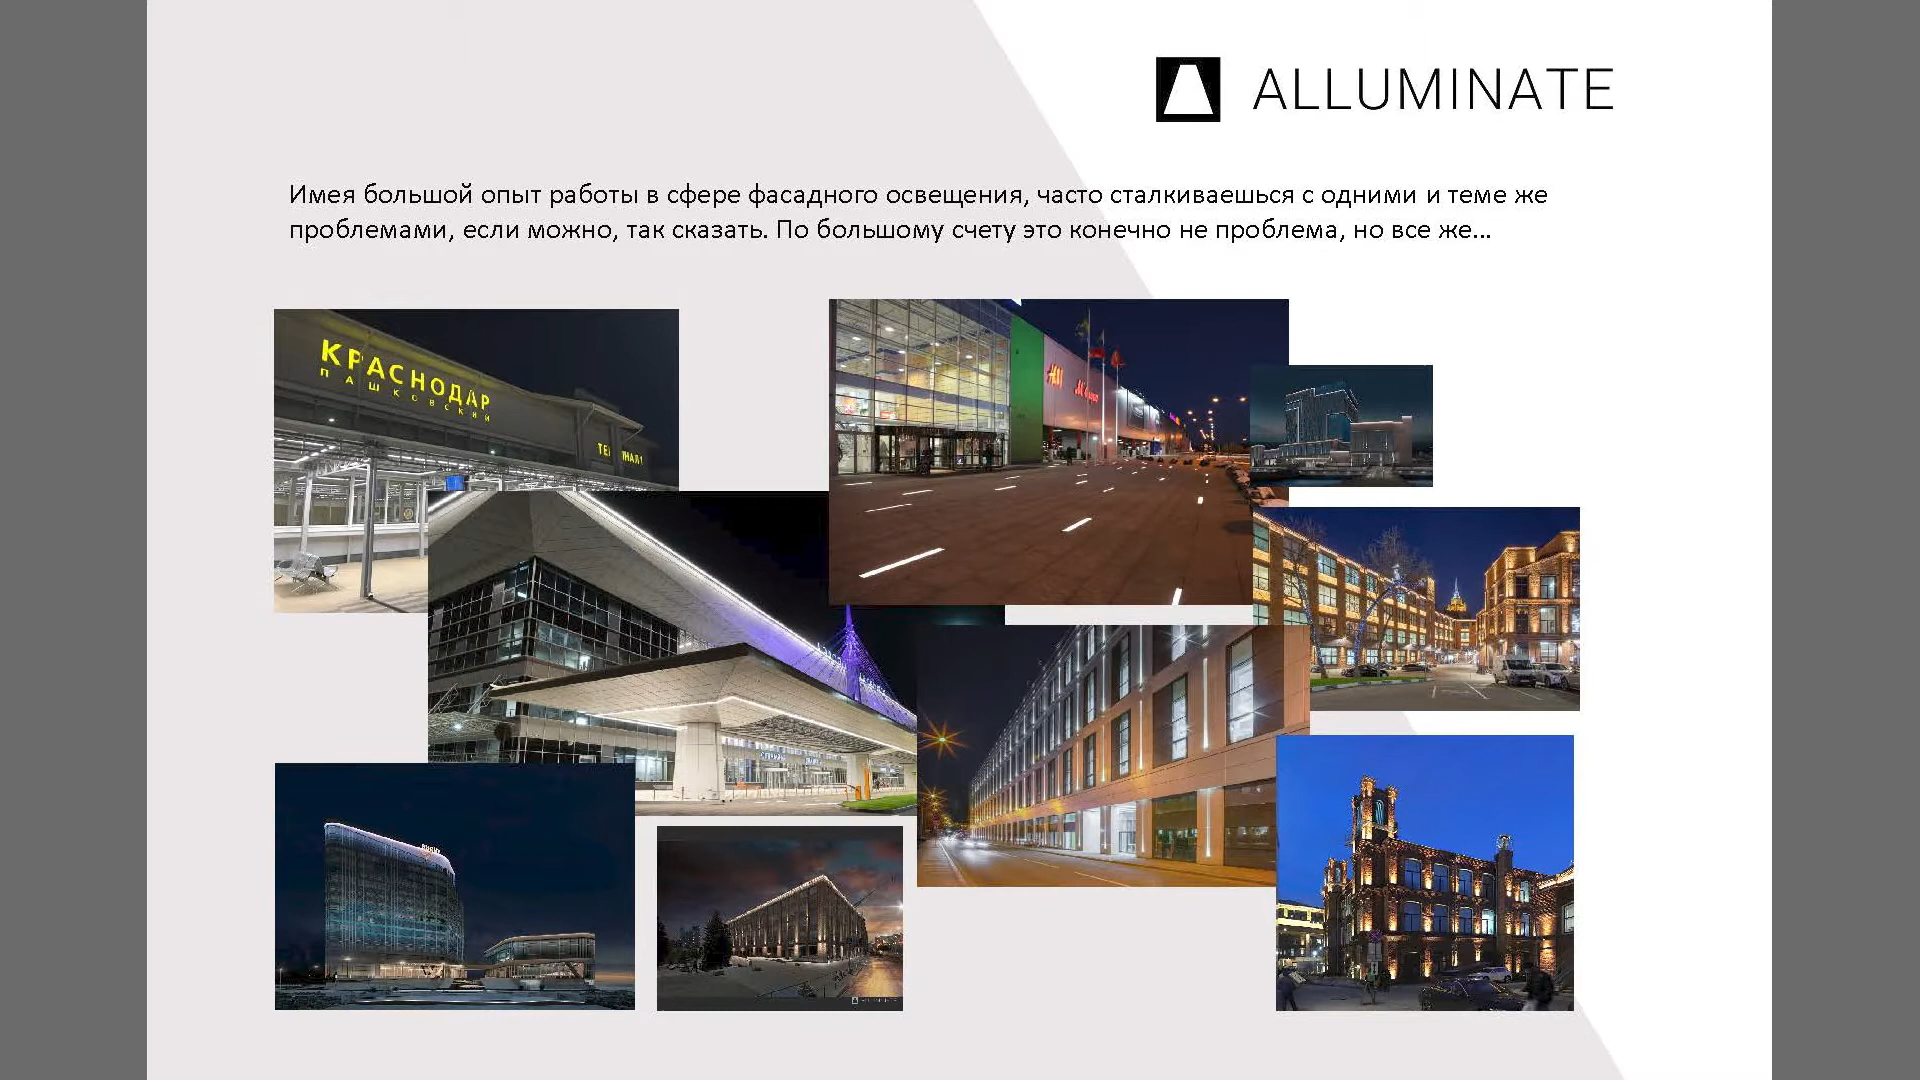 ALLUMINATE
Имея большой опыт работы в сфере фасадного освещения, часто сталкиваешься с одними и теме же
проблемами, если можно, так сказать. По большому счету это конечно не проблема, но все же...
КРАСНОДАР
ПАШКОВСКИЙ
H&M